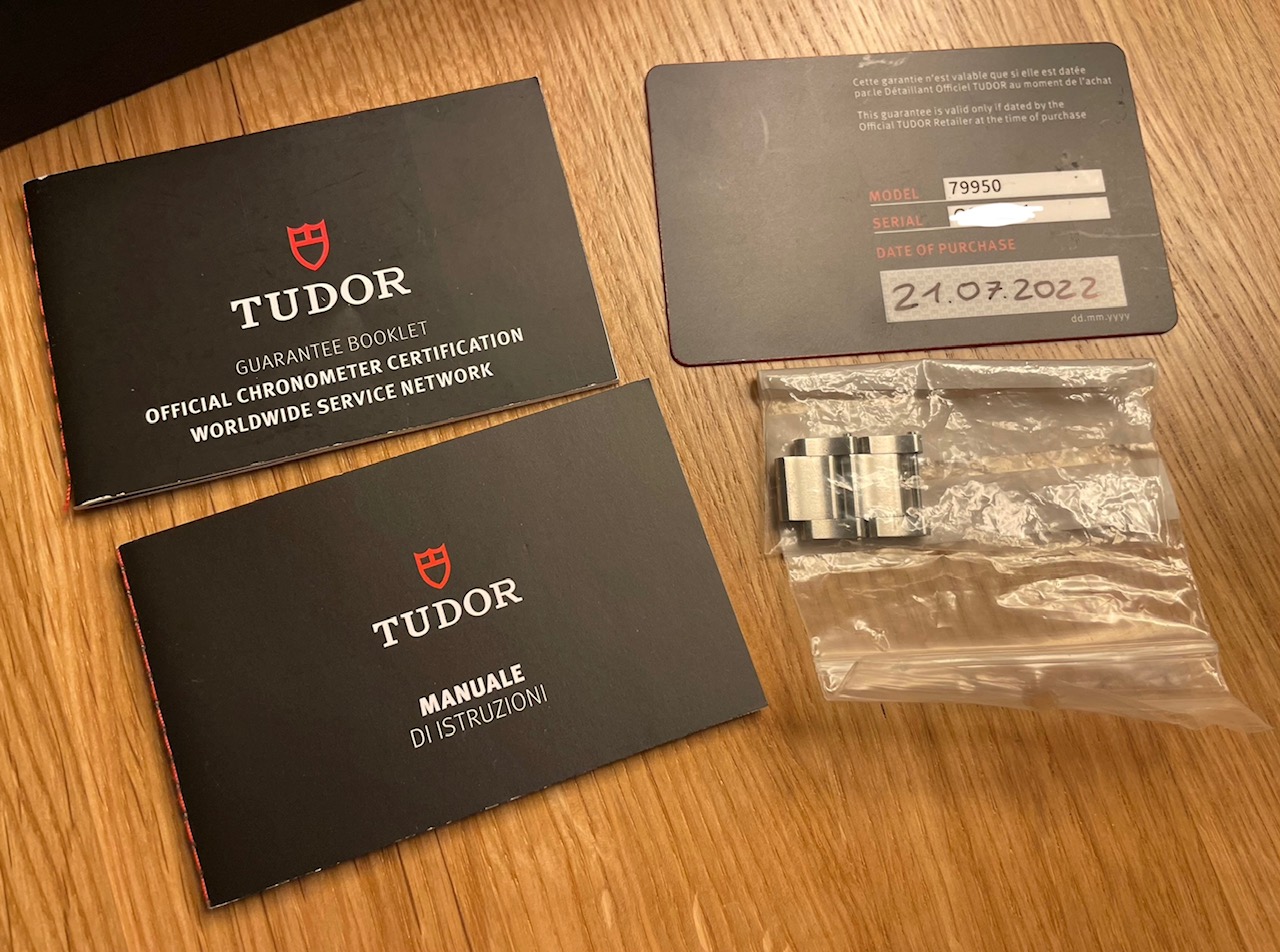 TUDOR
GUARANTEE BOOKLET
OFFICIAL CHRONOMETER CERTIFICATION
WORLDWIDE SERVICE NETWORK
TUDOR
MANUALE
DI ISTRUZIONI
Cette garantie n'est valable que si elle est datée
par le Détaillant Officiel TUDOR au moment de l'achat
This guarantee is valid only if dated by the
Official TUDOR Retailer at the time of purchase
MODEL 79950
SERIAL
DATE OF PURCHASE
21.07.2022
dd.mm.yyyy